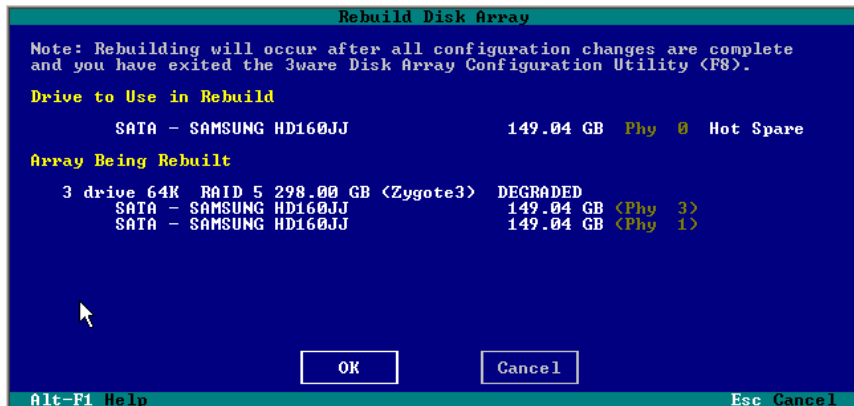 Rebuild Disk Array
Note: Rebuilding will occur after all configuration changes are complete
and you have exited the 3ware Disk Array Configuration Utility (F8).
Drive to Use in Rebuild
SATA - SAMSUNG HD160JJ 149.04 GB Phy 0 Hot Spare
Array Being Rebuilt
3 drive 64K RAID 5 298.00 GB (Zygote3) DEGRADED
SATA - SAMSUNG HD160JJ 149.04 GB (Phy 3)
SATA - SAMSUNG HD160JJ 149.04 GB (Phy 1)
OK Cancel
Alt-F1 Help Esc Cancel